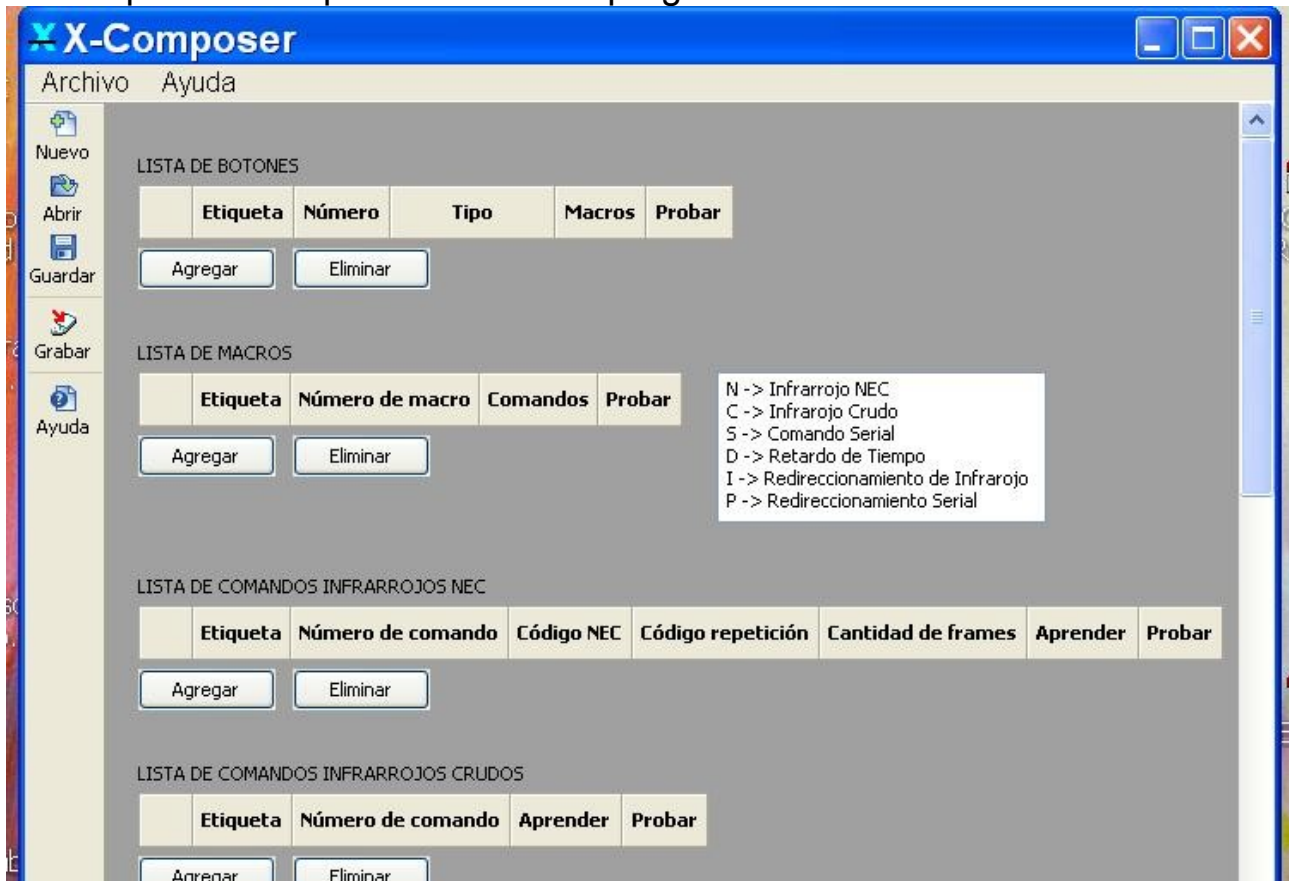 X-Composer
Archivo Ayuda
Nuevo
Abrir
Guardar
Grabar
Ayuda
LISTA DE BOTONES
Etiqueta Número Tipo Macros Probar
Agregar Eliminar
LISTA DE MACROS
Etiqueta Número de macro Comandos Probar
Agregar Eliminar
N -> Infrarrojo NEC
C -> Infrarojo Crudo
S -> Comando Serial
D -> Retardo de Tiempo
I -> Redireccionamiento de Infrarojo
P -> Redireccionamiento Serial
LISTA DE COMANDOS INFRARROJOS NEC
Etiqueta Número de comando Código NEC Código repetición Cantidad de frames Aprender Probar
Agregar Eliminar
LISTA DE COMANDOS INFRARROJOS CRUDOS
Etiqueta Número de comando Aprender Probar
Agregar Eliminar